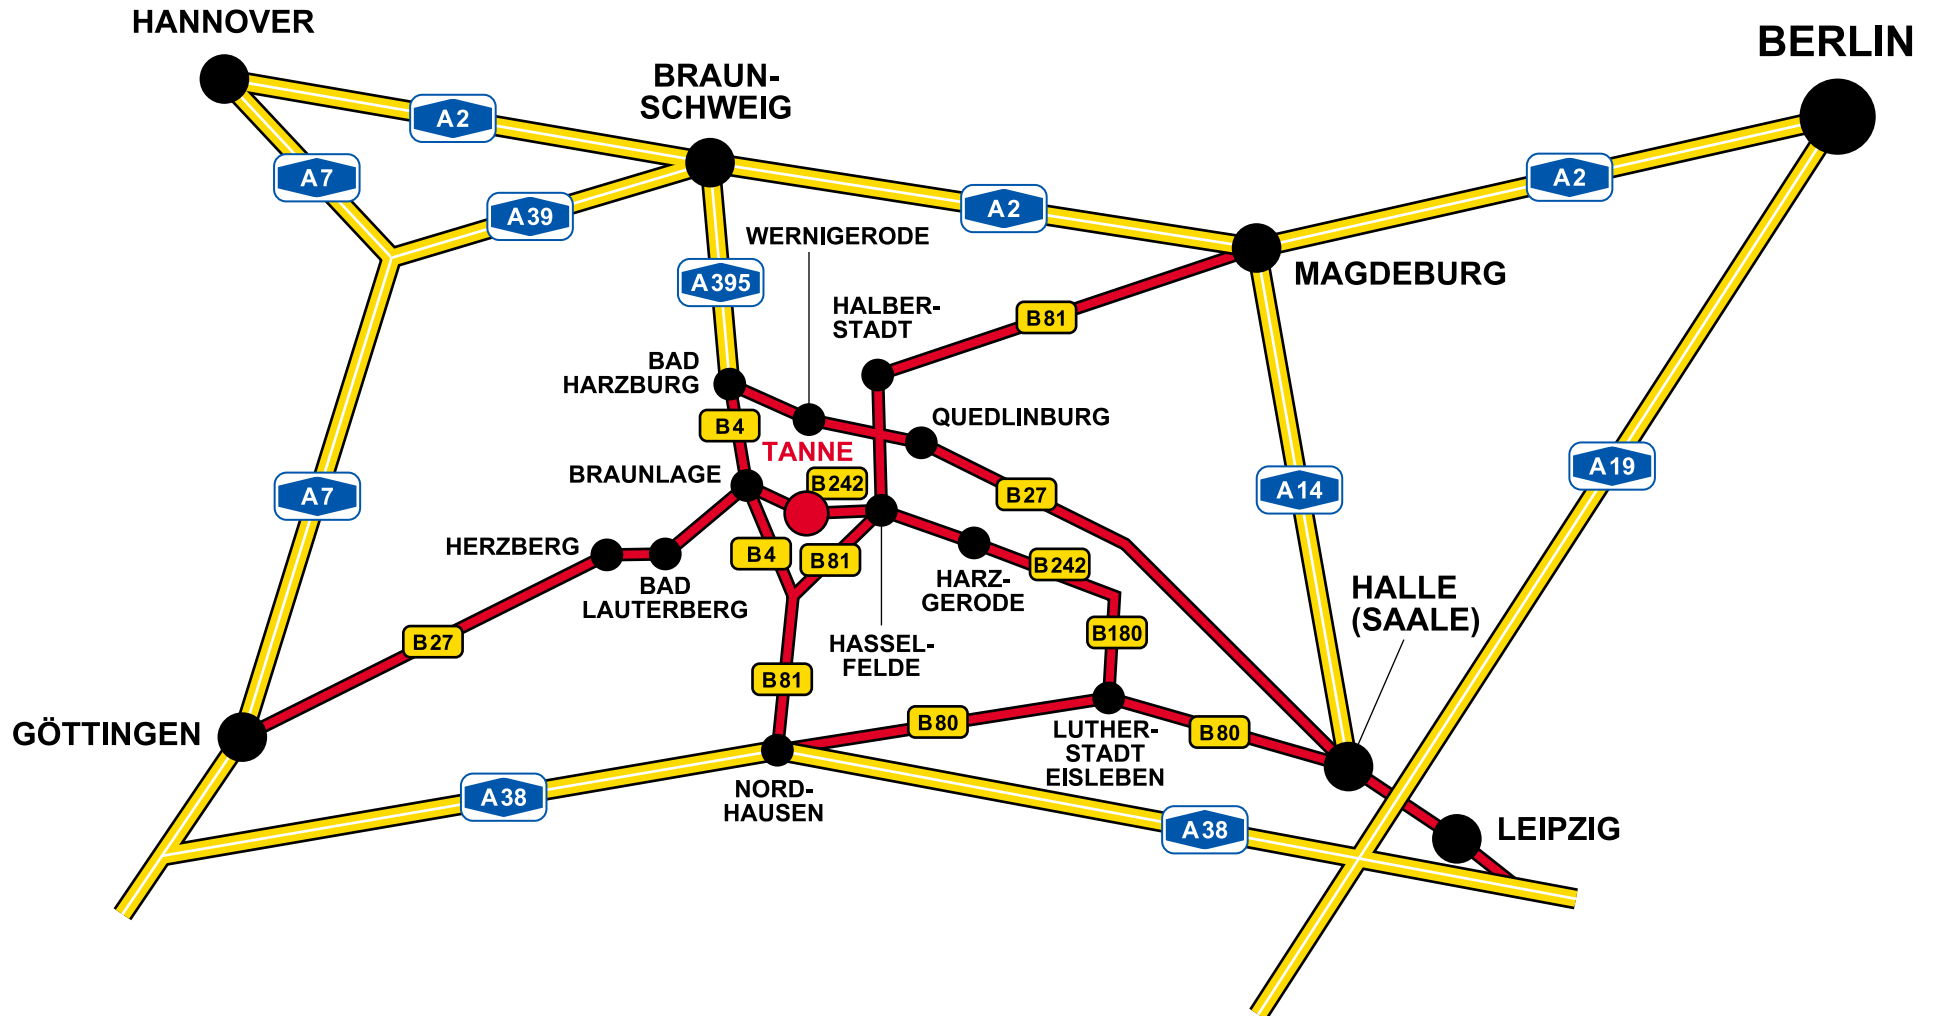 HANNOVER
BERLIN
BRAUN-
SCHWEIG
A2
A7
A39
A2
A2
WERNIGERODE
MAGDEBURG
A395
HALBER-
STADT
B81
BAD
HARZBURG
B4
QUEDLINBURG
TANNE
BRAUNLAGE
B242
B27
A14
A19
A7
HERZBERG
B4
B81
BAD
LAUTERBERG
HARZ-
GERODE
B242
HALLE
(SAALE)
B27
HASSEL-
FELDE
B180
B81
GÖTTINGEN
B80
B80
LUTHER-
STADT
EISLEBEN
A38
NORD-
HAUSEN
A38
LEIPZIG